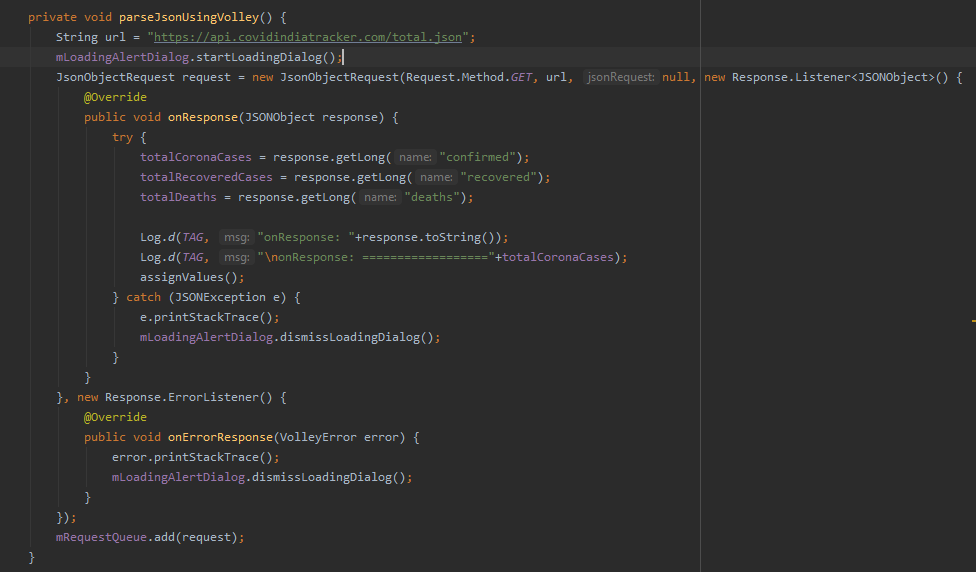 private void parseJsonUsingVolley() {
    String url = "https://api.covidindiatracker.com/total.json";
    mLoadingAlertDialog.startLoadingDialog();
    JsonObjectRequest request = new JsonObjectRequest(Request.Method.GET, url, jsonRequest: null, new Response.Listener<JSONObject>() {
        @Override
        public void onResponse(JSONObject response) {
            try {
                totalCoronaCases = response.getLong( name: "confirmed");
                totalRecoveredCases = response.getLong( name: "recovered");
                totalDeaths = response.getLong( name: "deaths");
                Log.d(TAG, msg: "onResponse: "+response.toString());
                Log.d(TAG, msg: "\nonResponse: =================="+totalCoronaCases);
                assignValues();
            } catch (JSONException e) {
                e.printStackTrace();
                mLoadingAlertDialog.dismissLoadingDialog();
            }
        }
    }, new Response.ErrorListener() {
        @Override
        public void onErrorResponse(VolleyError error) {
            error.printStackTrace();
            mLoadingAlertDialog.dismissLoadingDialog();
        }
    });
    mRequestQueue.add(request);
}